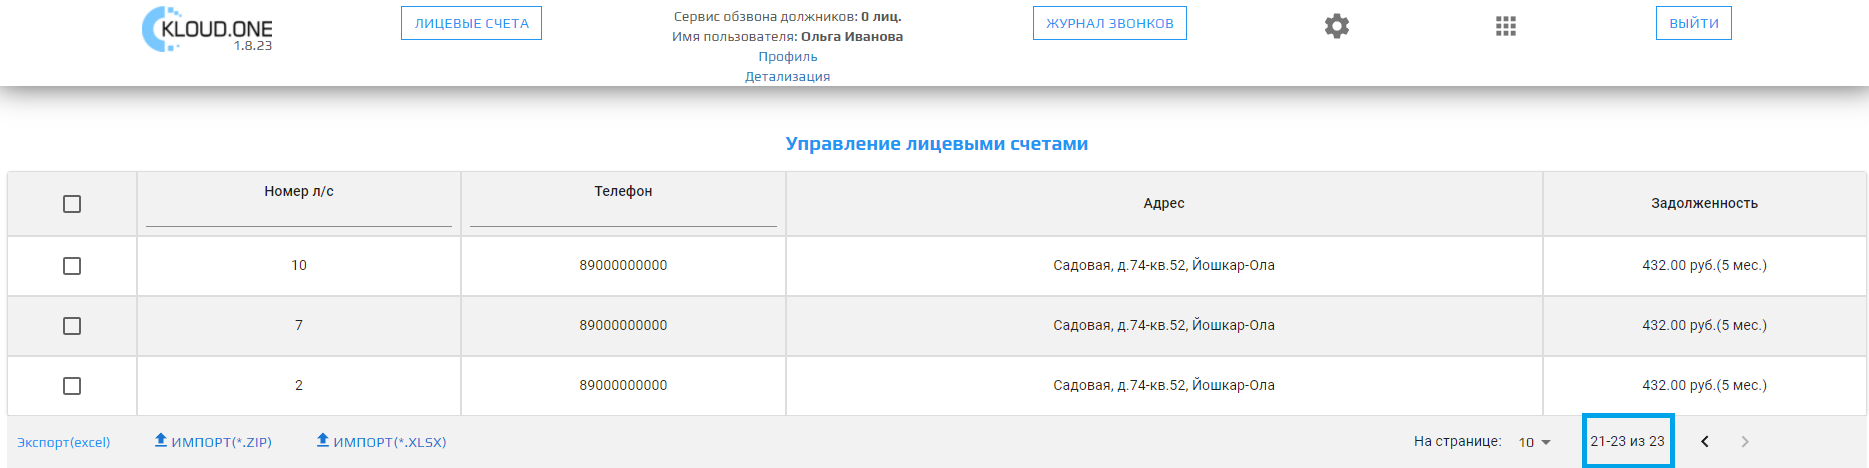 KLOUD.ONE
1.8.23
ЛИЦЕВЫЕ СЧЕТА
Сервис обзвона должников: 0 лиц.
Имя пользователя: Ольга Иванова
Профиль
Детализация
ЖУРНАЛ ЗВОНКОВ
ВЫЙТИ
Управление лицевыми счетами
Номер л/с Телефон Адрес Задолженность
10 89000000000 Садовая, д.74-кв.52, Йошкар-Ола 432.00 руб.(5 мес.)
7 89000000000 Садовая, д.74-кв.52, Йошкар-Ола 432.00 руб.(5 мес.)
2 89000000000 Садовая, д.74-кв.52, Йошкар-Ола 432.00 руб.(5 мес.)
Экспорт(excel) ИМПОРТ(*.ZIP) ИМПОРТ(*.XLSX) На странице: 10 21-23 из 23